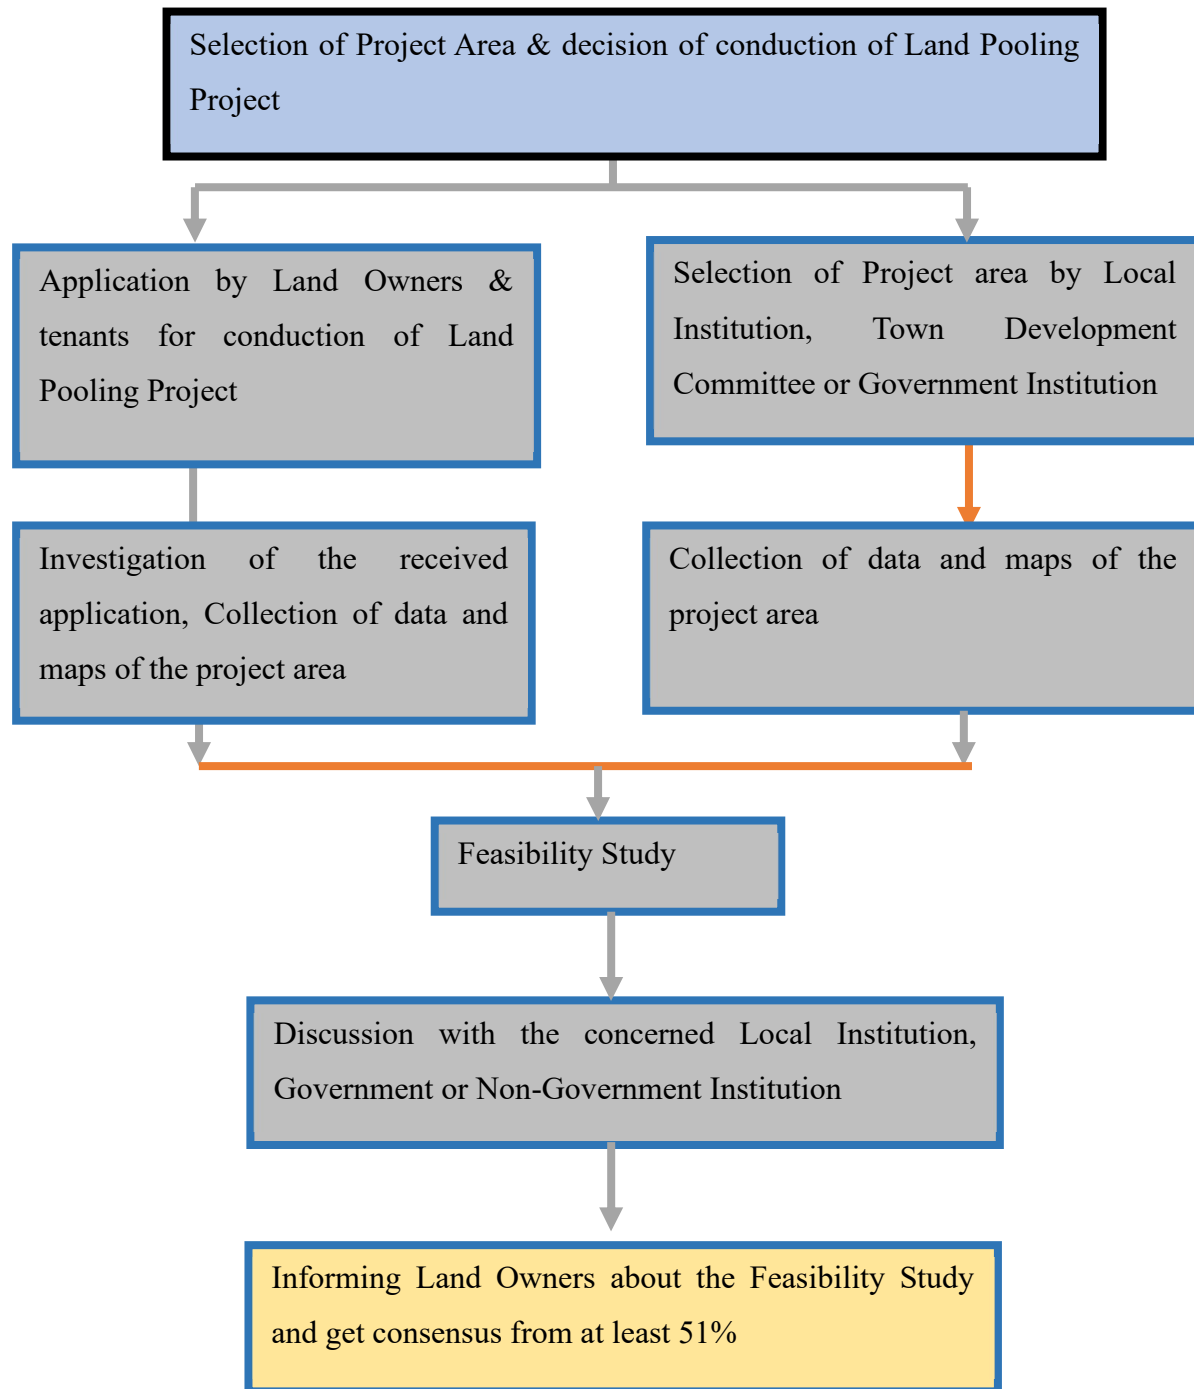 Selection of Project Area & decision of conduction of Land Pooling
Project
Application by Land Owners &
tenants for conduction of Land
Pooling Project
Selection of Project area by Local
Institution, Town Development
Committee or Government Institution
Investigation of the received
application, Collection of data and
maps of the project area
Collection of data and maps of the
project area
Feasibility Study
Discussion with the concerned Local Institution,
Government or Non-Government Institution
Informing Land Owners about the Feasibility Study
and get consensus from at least 51%